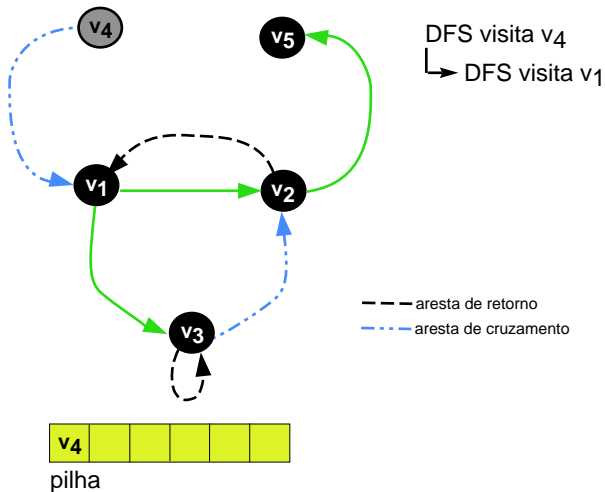 v4
v5
DFS visita v4
DFS visita v1
v1
v2
v3
aresta de retorno
aresta de cruzamento
v4
pilha